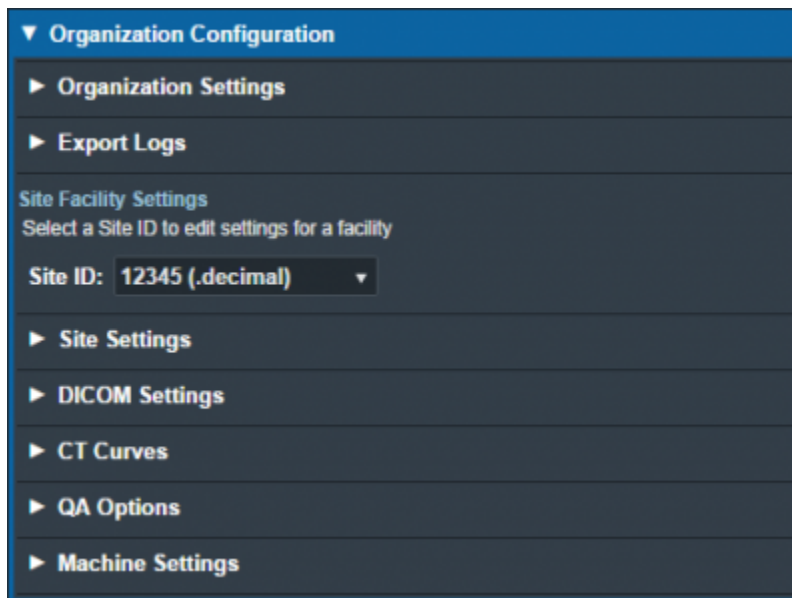 Organization Configuration
Organization Settings
Export Logs
Site Facility Settings
Select a Site ID to edit settings for a facility
Site ID: 12345 (.decimal)
Site Settings
DICOM Settings
CT Curves
QA Options
Machine Settings